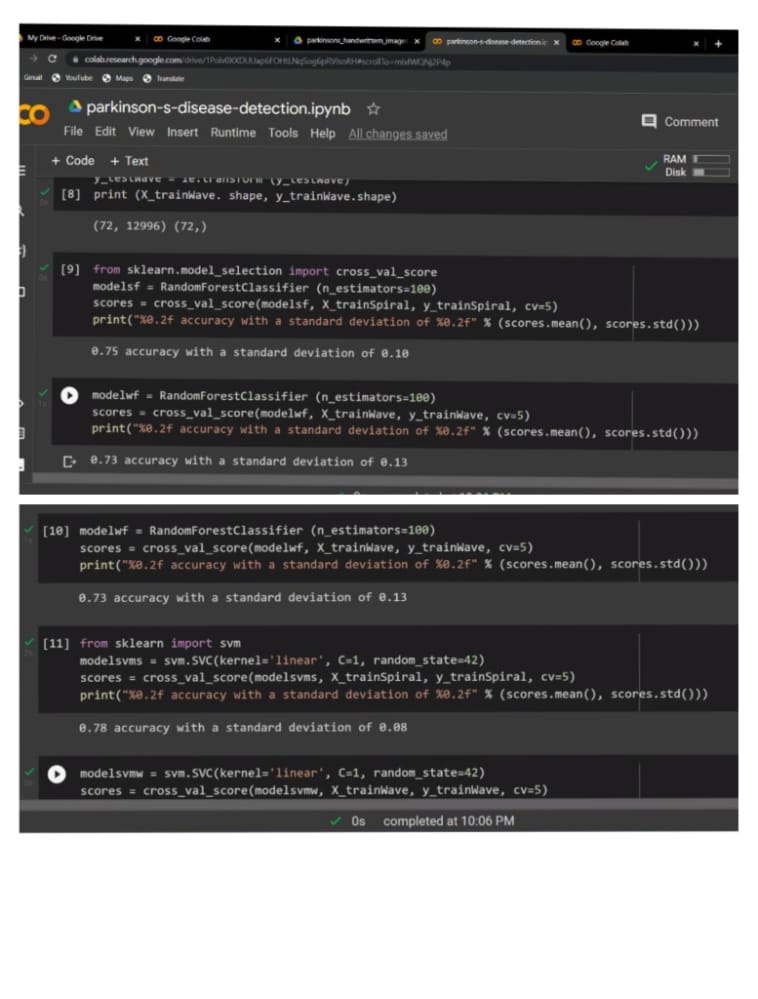 My Drive - Google Drive
Google Colab
parkinsons_handwrittern_image
parkinson-s-disease-detection.ip
Google Colab
Gmail YouTube Maps Translate
parkinson-s-disease-detection.ipynb
File Edit View Insert Runtime Tools Help All changes saved
Comment
+ Code + Text
RAM
Disk
y_testWave = le.transform (y_testWave)
[8] print (X_trainWave. shape, y_trainWave.shape)
(72, 12996) (72,)
[9] from sklearn.model_selection import cross_val_score
modelsf = RandomForestClassifier (n_estimators=100)
scores = cross_val_score(modelsf, X_trainSpiral, y_trainSpiral, cv=5)
print("%0.2f accuracy with a standard deviation of %0.2f" % (scores.mean(), scores.std()))
0.75 accuracy with a standard deviation of 0.10
modelwf = RandomForestClassifier (n_estimators=100)
scores = cross_val_score(modelwf, X_trainWave, y_trainWave, cv=5)
print("%0.2f accuracy with a standard deviation of %0.2f" % (scores.mean(), scores.std()))
0.73 accuracy with a standard deviation of 0.13
[10] modelwf = RandomForestClassifier (n_estimators=100)
scores = cross_val_score(modelwf, X_trainWave, y_trainWave, cv=5)
print("%0.2f accuracy with a standard deviation of %0.2f" % (scores.mean(), scores.std()))
0.73 accuracy with a standard deviation of 0.13
[11] from sklearn import svm
modelsvms = svm.SVC(kernel='linear', C=1, random_state=42)
scores = cross_val_score(modelsvms, X_trainSpiral, y_trainSpiral, cv=5)
print("%0.2f accuracy with a standard deviation of %0.2f" % (scores.mean(), scores.std()))
0.78 accuracy with a standard deviation of 0.08
modelsvmw = svm.SVC(kernel='linear', C=1, random_state=42)
scores = cross_val_score(modelsvmw, X_trainWave, y_trainWave, cv=5)
0s completed at 10:06 PM